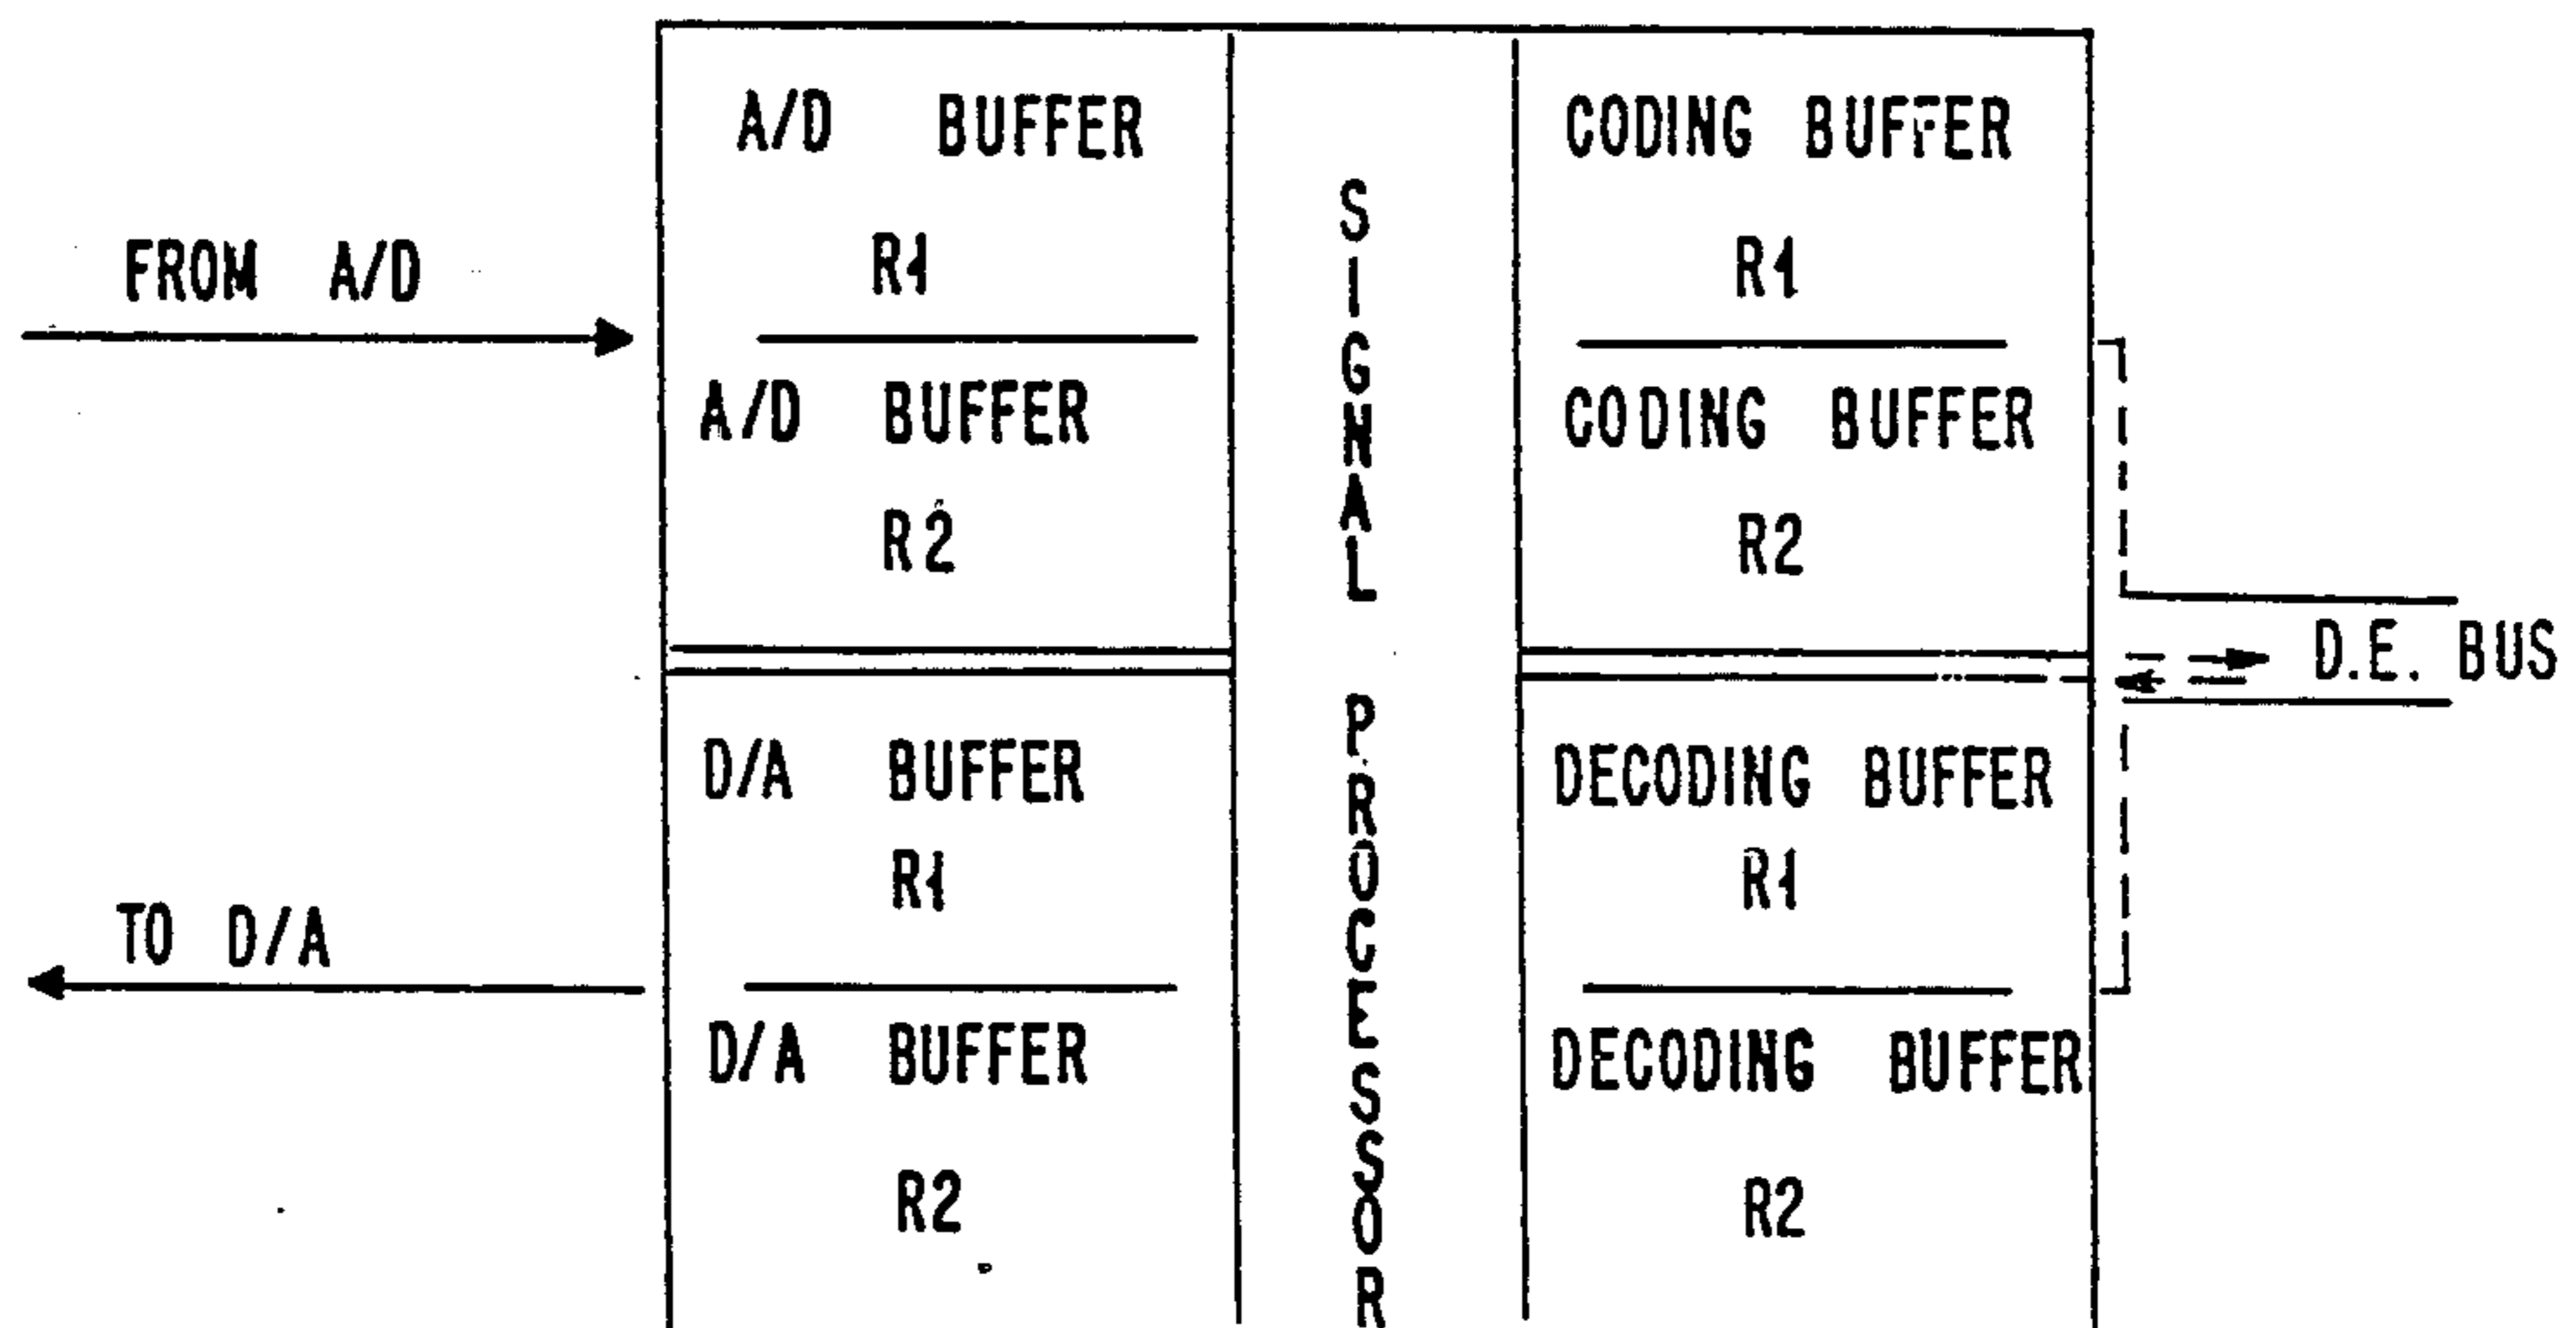 FROM A/D
TO D/A
A/D BUFFER
R1
A/D BUFFER
R2
D/A BUFFER
R1
D/A BUFFER
R2
SIGNAL PROCESSOR
CODING BUFFER
R1
CODING BUFFER
R2
DECODING BUFFER
R1
DECODING BUFFER
R2
D.E. BUS